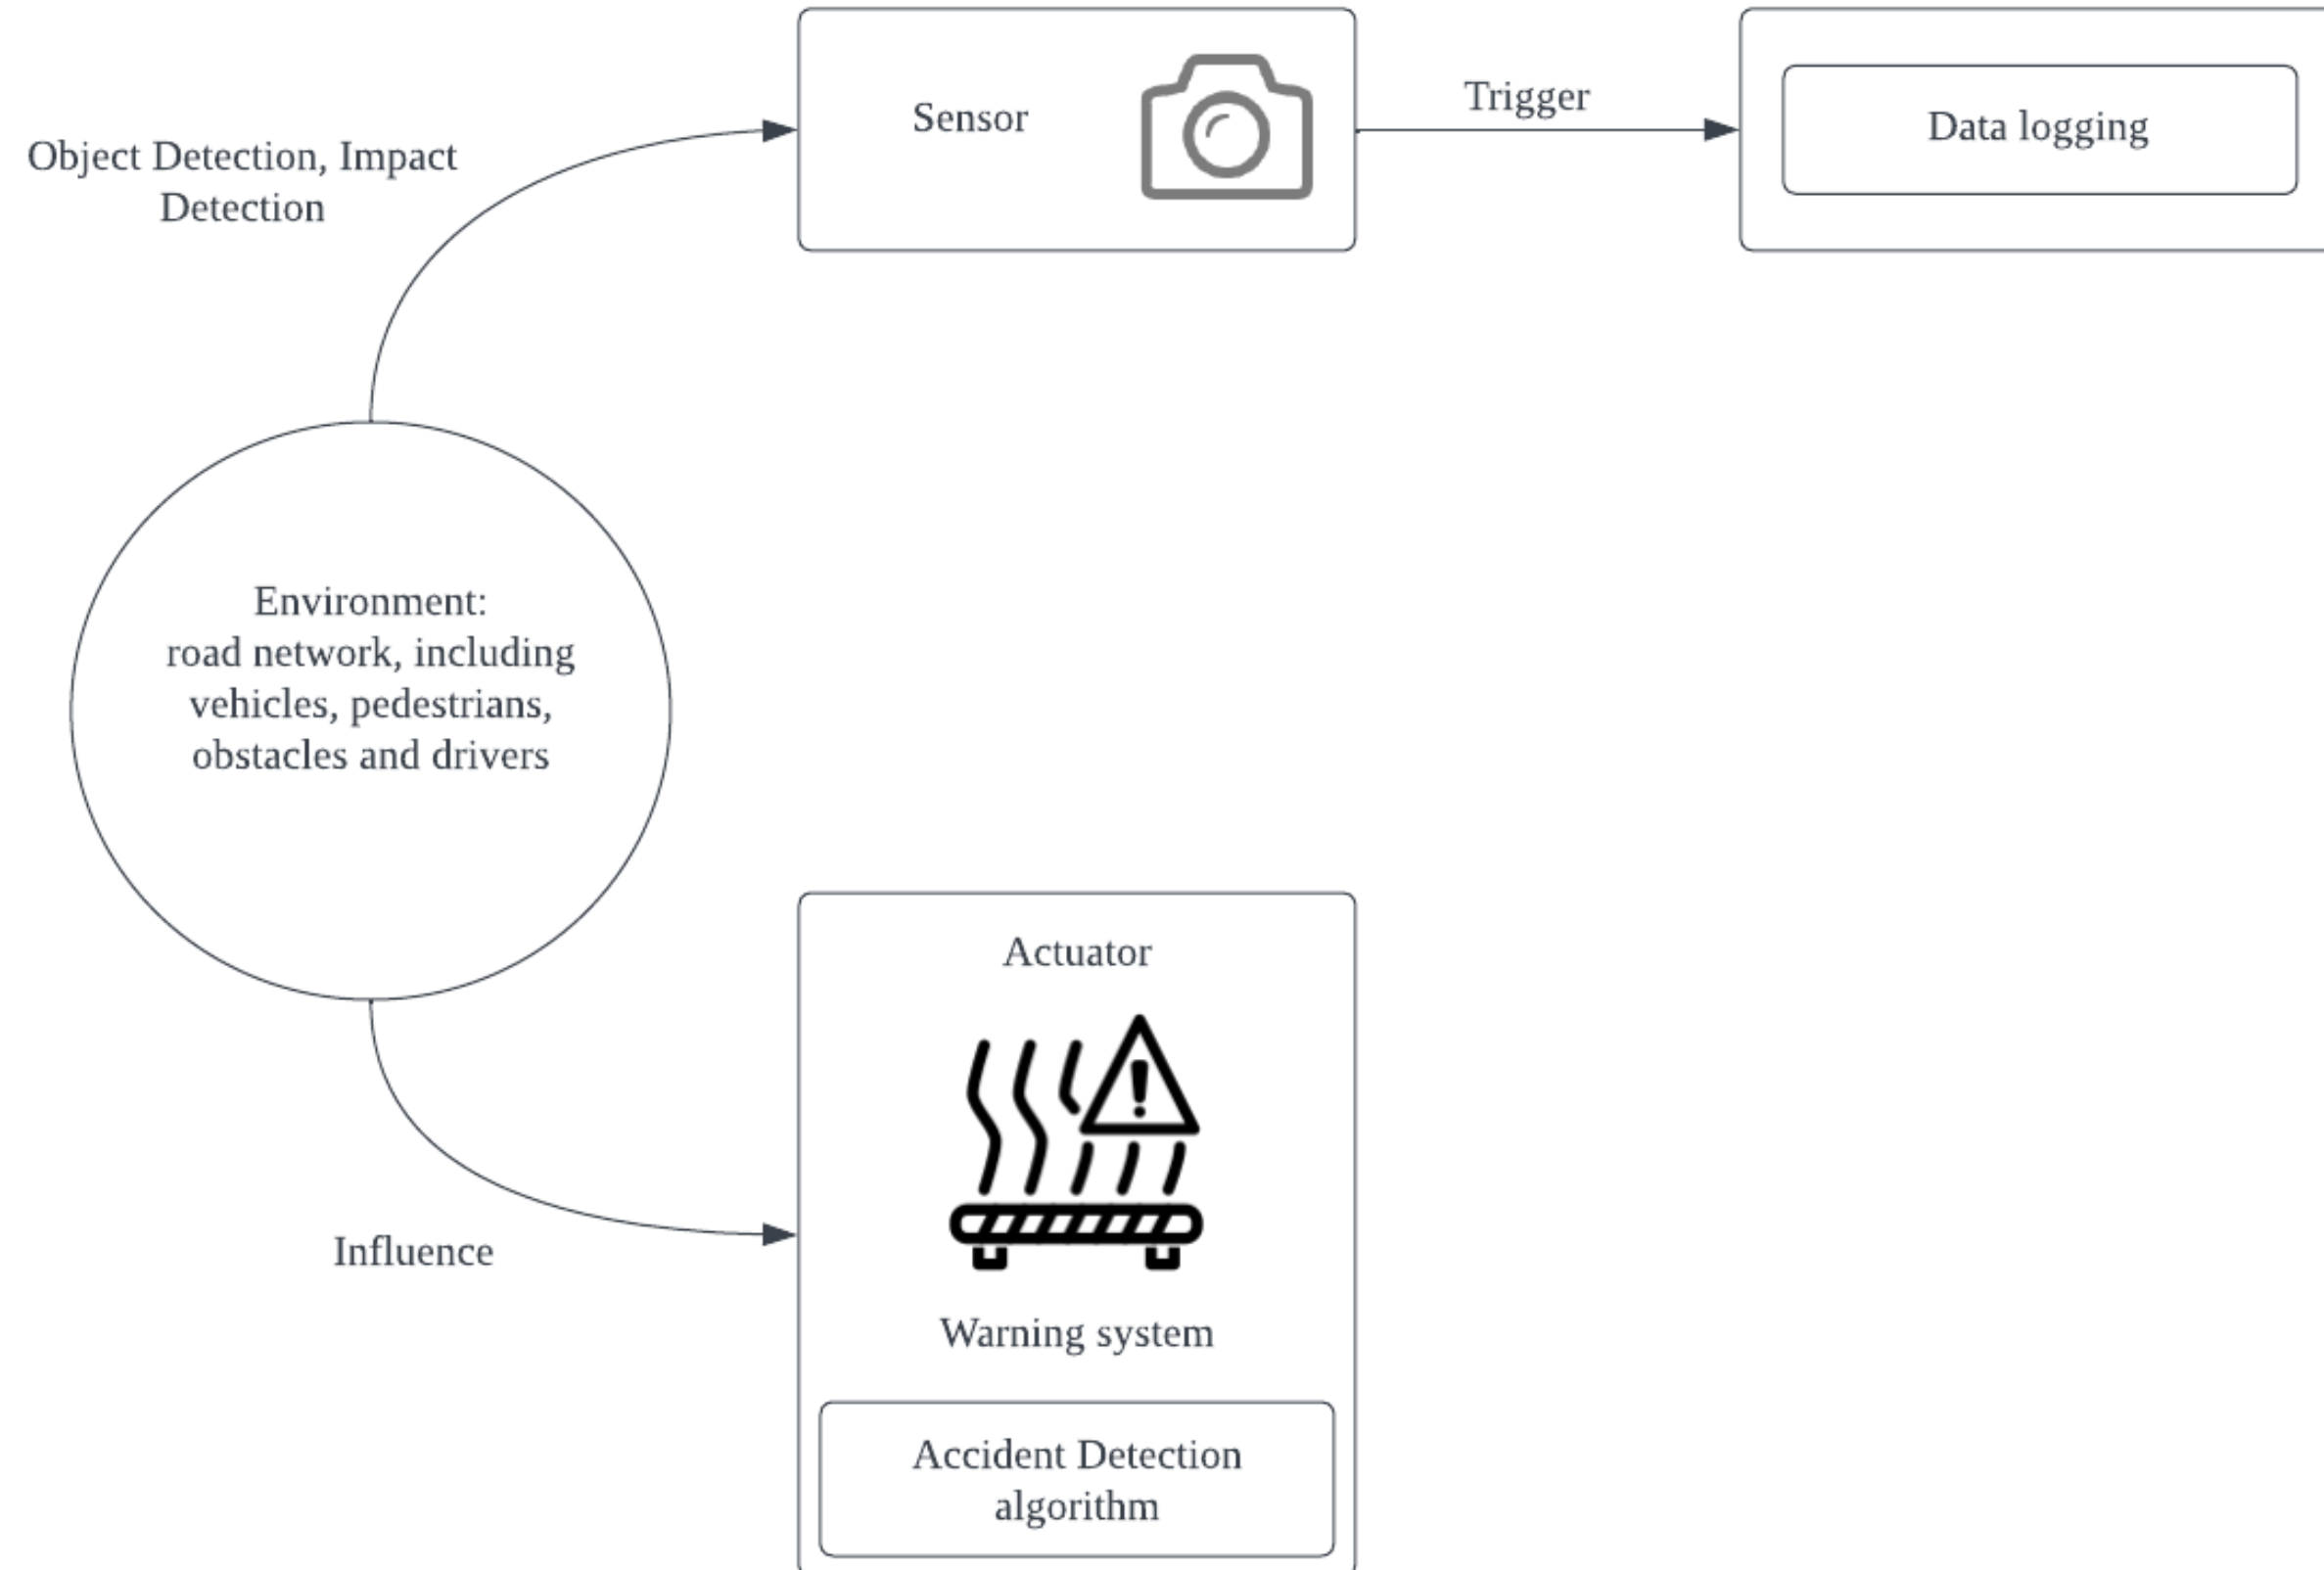 Sensor
Trigger
Data logging
Object Detection, Impact
Detection
Environment:
road network, including
vehicles, pedestrians,
obstacles and drivers
Actuator
Influence
Warning system
Accident Detection
algorithm